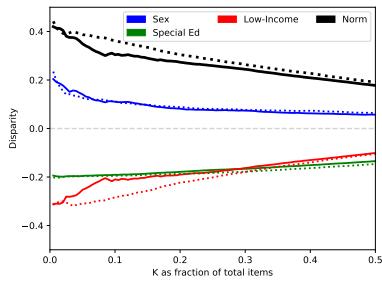 Sex
Low-Income
Norm
Special Ed
0.4
0.2
0.0
−0.2
−0.4
Disparity
0.0 0.1 0.2 0.3 0.4 0.5
K as fraction of total items